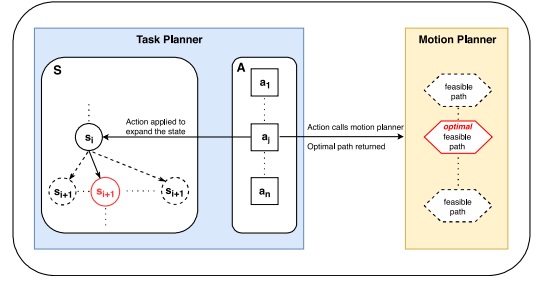 Task Planner
Motion Planner
S
A
a1
feasible
path
Action applied to
expand the state
Action calls motion planner
si
aj
optimal
feasible
path
Optimal path returned
si+1
si+1
si+1
an
feasible
path